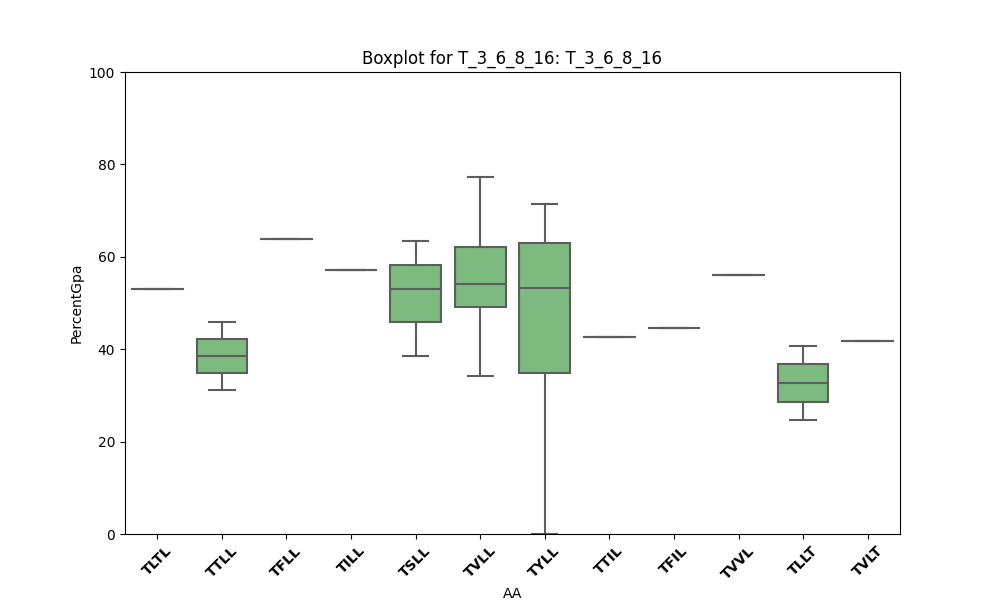 Boxplot for T_3_6_8_16: T_3_6_8_16
100
80
60
40
20
0
PercentGpa
TLTL
TTLL
TFLL
TILL
TSLL
TVLL
TYLL
TTIL
TFIL
TVVL
TLLT
TVLT
AA